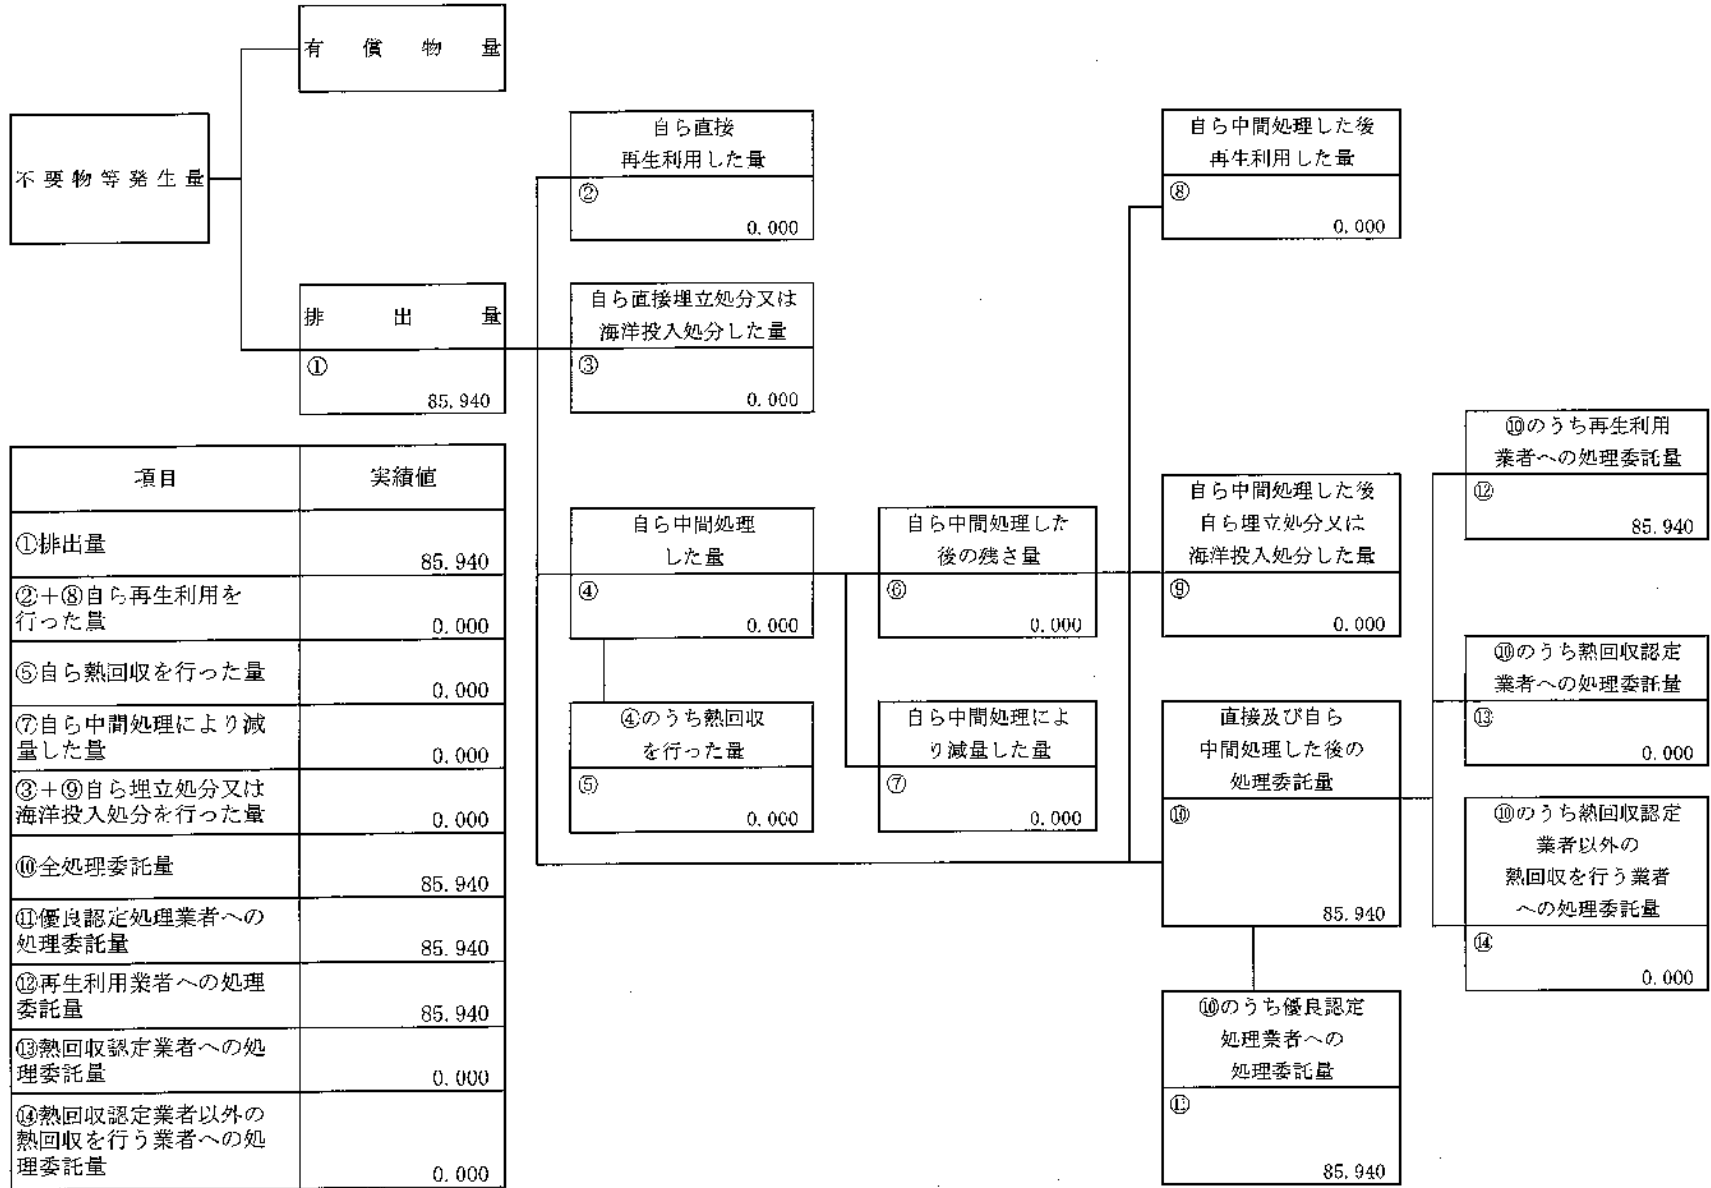 有償物量
不要物等発生量
自ら直接
再生利用した量
②
0.000
自ら中間処理した後
再生利用した量
⑧
0.000
排出量
①
85.940
自ら直接埋立処分又は
海洋投入処分した量
③
0.000
項目 実績値
①排出量
85.940
②+⑧自ら再生利用を
行った量
0.000
⑤自ら熱回収を行った量
0.000
⑦自ら中間処理により減
量した量
0.000
③+⑨自ら埋立処分又は
海洋投入処分を行った量
0.000
⑩全処理委託量
85.940
⑪優良認定処理業者への
処理委託量
85.940
⑫再生利用業者への処理
委託量
85.940
⑬熱回収認定業者への処
理委託量
0.000
⑭熱回収認定業者以外の
熱回収を行う業者への処
理委託量
0.000
自ら中間処理
した量
④
0.000
④のうち熱回収
を行った量
⑤
0.000
自ら中間処理した
後の残さ量
⑥
0.000
自ら中間処理によ
り減量した量
⑦
0.000
自ら中間処理した後
自ら埋立処分又は
海洋投入処分した量
⑨
0.000
直接及び自ら
中間処理した後の
処理委託量
⑩
85.940
⑩のうち優良認定
処理業者への
処理委託量
⑪
85.940
⑩のうち再生利用
業者への処理委託量
⑫
85.940
⑩のうち熱回収認定
業者への処理委託量
⑬
0.000
⑩のうち熱回収認定
業者以外の
熱回収を行う業者
への処理委託量
⑭
0.000